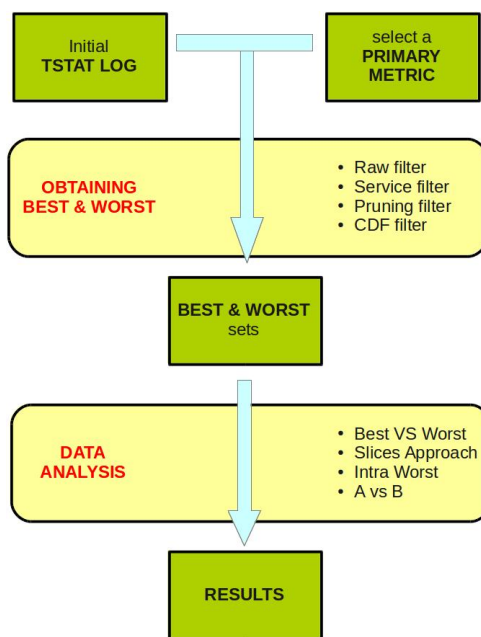 Initial
TSTAT LOG
select a
PRIMARY
METRIC
OBTAINING
BEST & WORST
• Raw filter
• Service filter
• Pruning filter
• CDF filter
BEST & WORST
sets
DATA
ANALYSIS
• Best VS Worst
• Slices Approach
• Intra Worst
• A vs B
RESULTS